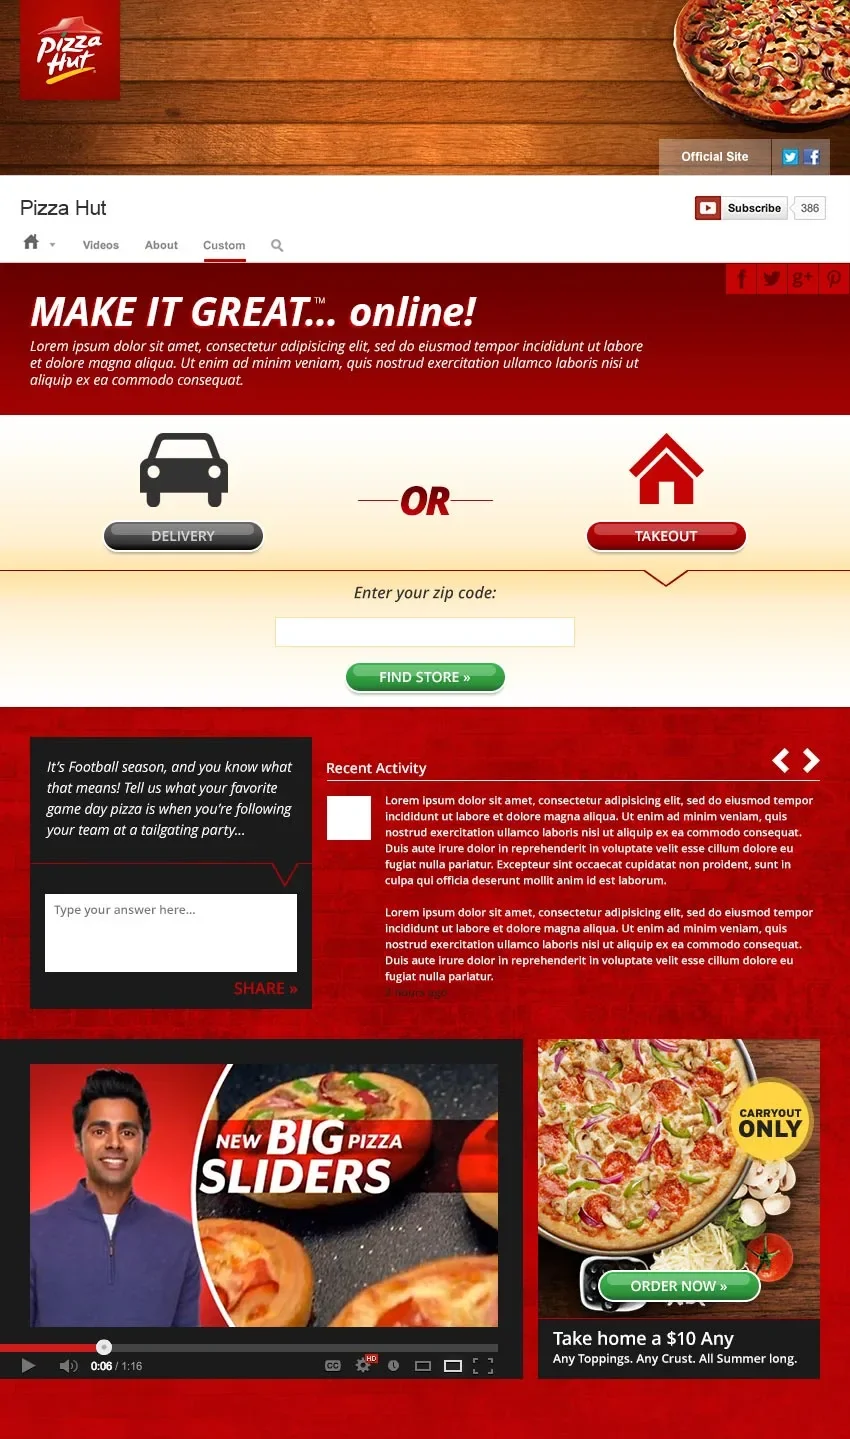 Pizza
Hut
Official Site
Pizza Hut
Subscribe
386
Videos
About
Custom
MAKE IT GREAT™... online!
Lorem ipsum dolor sit amet, consectetur adipisicing elit, sed do eiusmod tempor incididunt ut labore
et dolore magna aliqua. Ut enim ad minim veniam, quis nostrud exercitation ullamco laboris nisi ut
aliquip ex ea commodo consequat.
OR
DELIVERY
TAKEOUT
Enter your zip code:
FIND STORE »
It's Football season, and you know what
that means! Tell us what your favorite
game day pizza is when you're following
your team at a tailgating party...
Type your answer here...
SHARE »
Recent Activity
Lorem ipsum dolor sit amet, consectetur adipisicing elit, sed do eiusmod tempor
incididunt ut labore et dolore magna aliqua. Ut enim ad minim veniam, quis
nostrud exercitation ullamco laboris nisi ut aliquip ex ea commodo consequat.
Duis aute irure dolor in reprehenderit in voluptate velit esse cillum dolore eu
fugiat nulla pariatur. Excepteur sint occaecat cupidatat non proident, sunt in
culpa qui officia deserunt mollit anim id est laborum.
Lorem ipsum dolor sit amet, consectetur adipisicing elit, sed do eiusmod tempor
incididunt ut labore et dolore magna aliqua. Ut enim ad minim veniam, quis
nostrud exercitation ullamco laboris nisi ut aliquip ex ea commodo consequat.
Duis aute irure dolor in reprehenderit in voluptate velit esse cillum dolore eu
fugiat nulla pariatur.
hours ago
NEW BIG PIZZA
SLIDERS
0:06 / 1:16
CC
HD
CARRYOUT
ONLY
ORDER NOW »
Take home a $10 Any
Any Toppings. Any Crust. All Summer long.